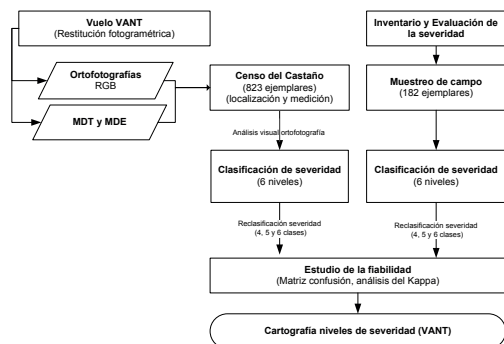 Vuelo VANT
(Restitución fotogramétrica)
Ortofotografías
RGB
MDT y MDE
Censo del Castaño
(823 ejemplares)
(localización y medición)
Análisis visual ortofotografía
Clasificación de severidad
(6 niveles)
Reclasificación severidad
(4, 5 y 6 clases)
Inventario y Evaluación de
la severidad
Muestreo de campo
(182 ejemplares)
Clasificación de severidad
(6 niveles)
Reclasificación severidad
(4, 5 y 6 clases)
Estudio de la fiabilidad
(Matriz confusión, análisis del Kappa)
Cartografía niveles de severidad (VANT)